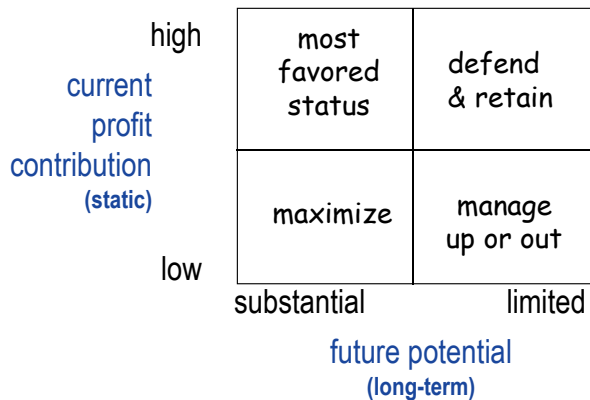 high
most
favored
status
defend
& retain
current
profit
contribution
(static)
maximize
manage
up or out
low
substantial
limited
future potential
(long-term)